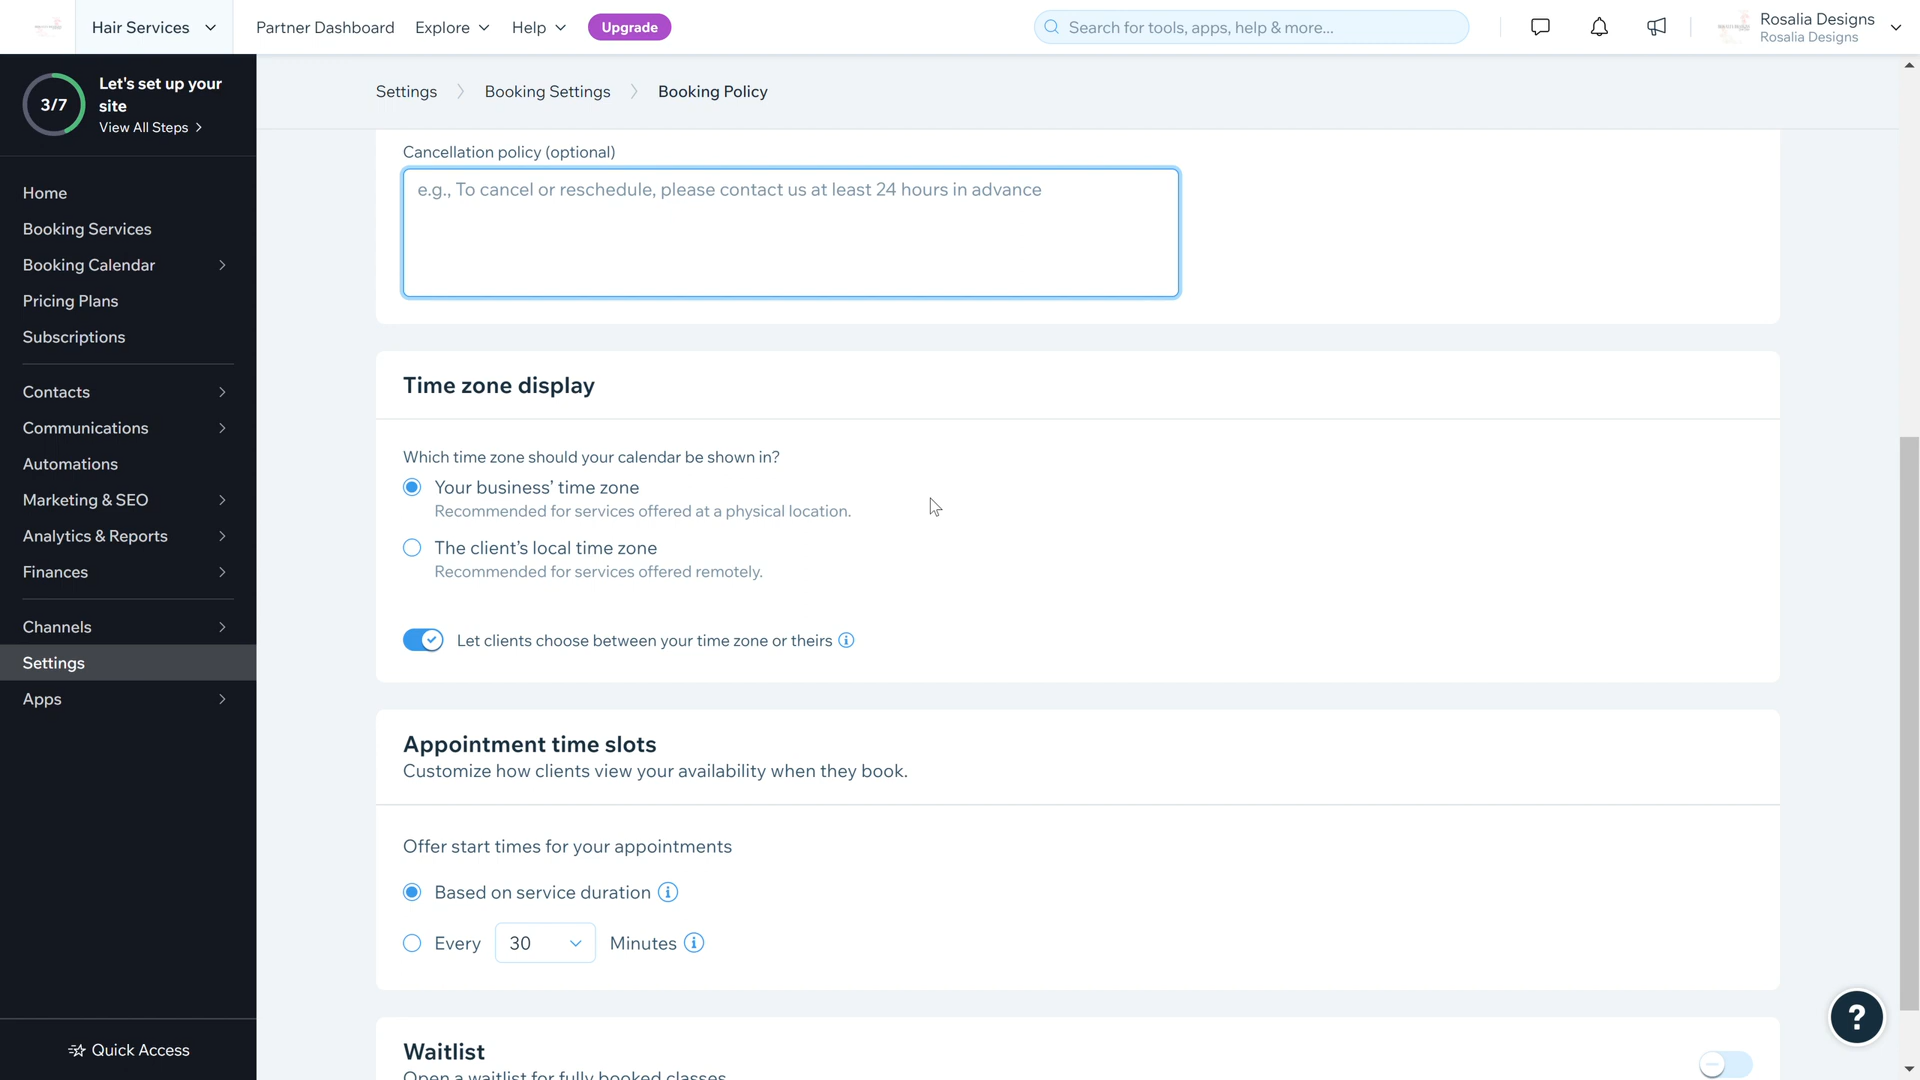 Hair Services
Partner Dashboard
Explore
Help
Upgrade
Search for tools, apps, help & more...
Rosalia Designs
Rosalia Designs
3/7
Let's set up your
site
View All Steps
Home
Booking Services
Booking Calendar
Pricing Plans
Subscriptions
Contacts
Communications
Automations
Marketing & SEO
Analytics & Reports
Finances
Channels
Settings
Apps
Quick Access
Settings
Booking Settings
Booking Policy
Cancellation policy (optional)
e.g., To cancel or reschedule, please contact us at least 24 hours in advance
Time zone display
Which time zone should your calendar be shown in?
Your business’ time zone
Recommended for services offered at a physical location.
The client’s local time zone
Recommended for services offered remotely.
Let clients choose between your time zone or theirs
Appointment time slots
Customize how clients view your availability when they book.
Offer start times for your appointments
Based on service duration
Every 30 Minutes
Waitlist
Open a waitlist for fully booked classes
?